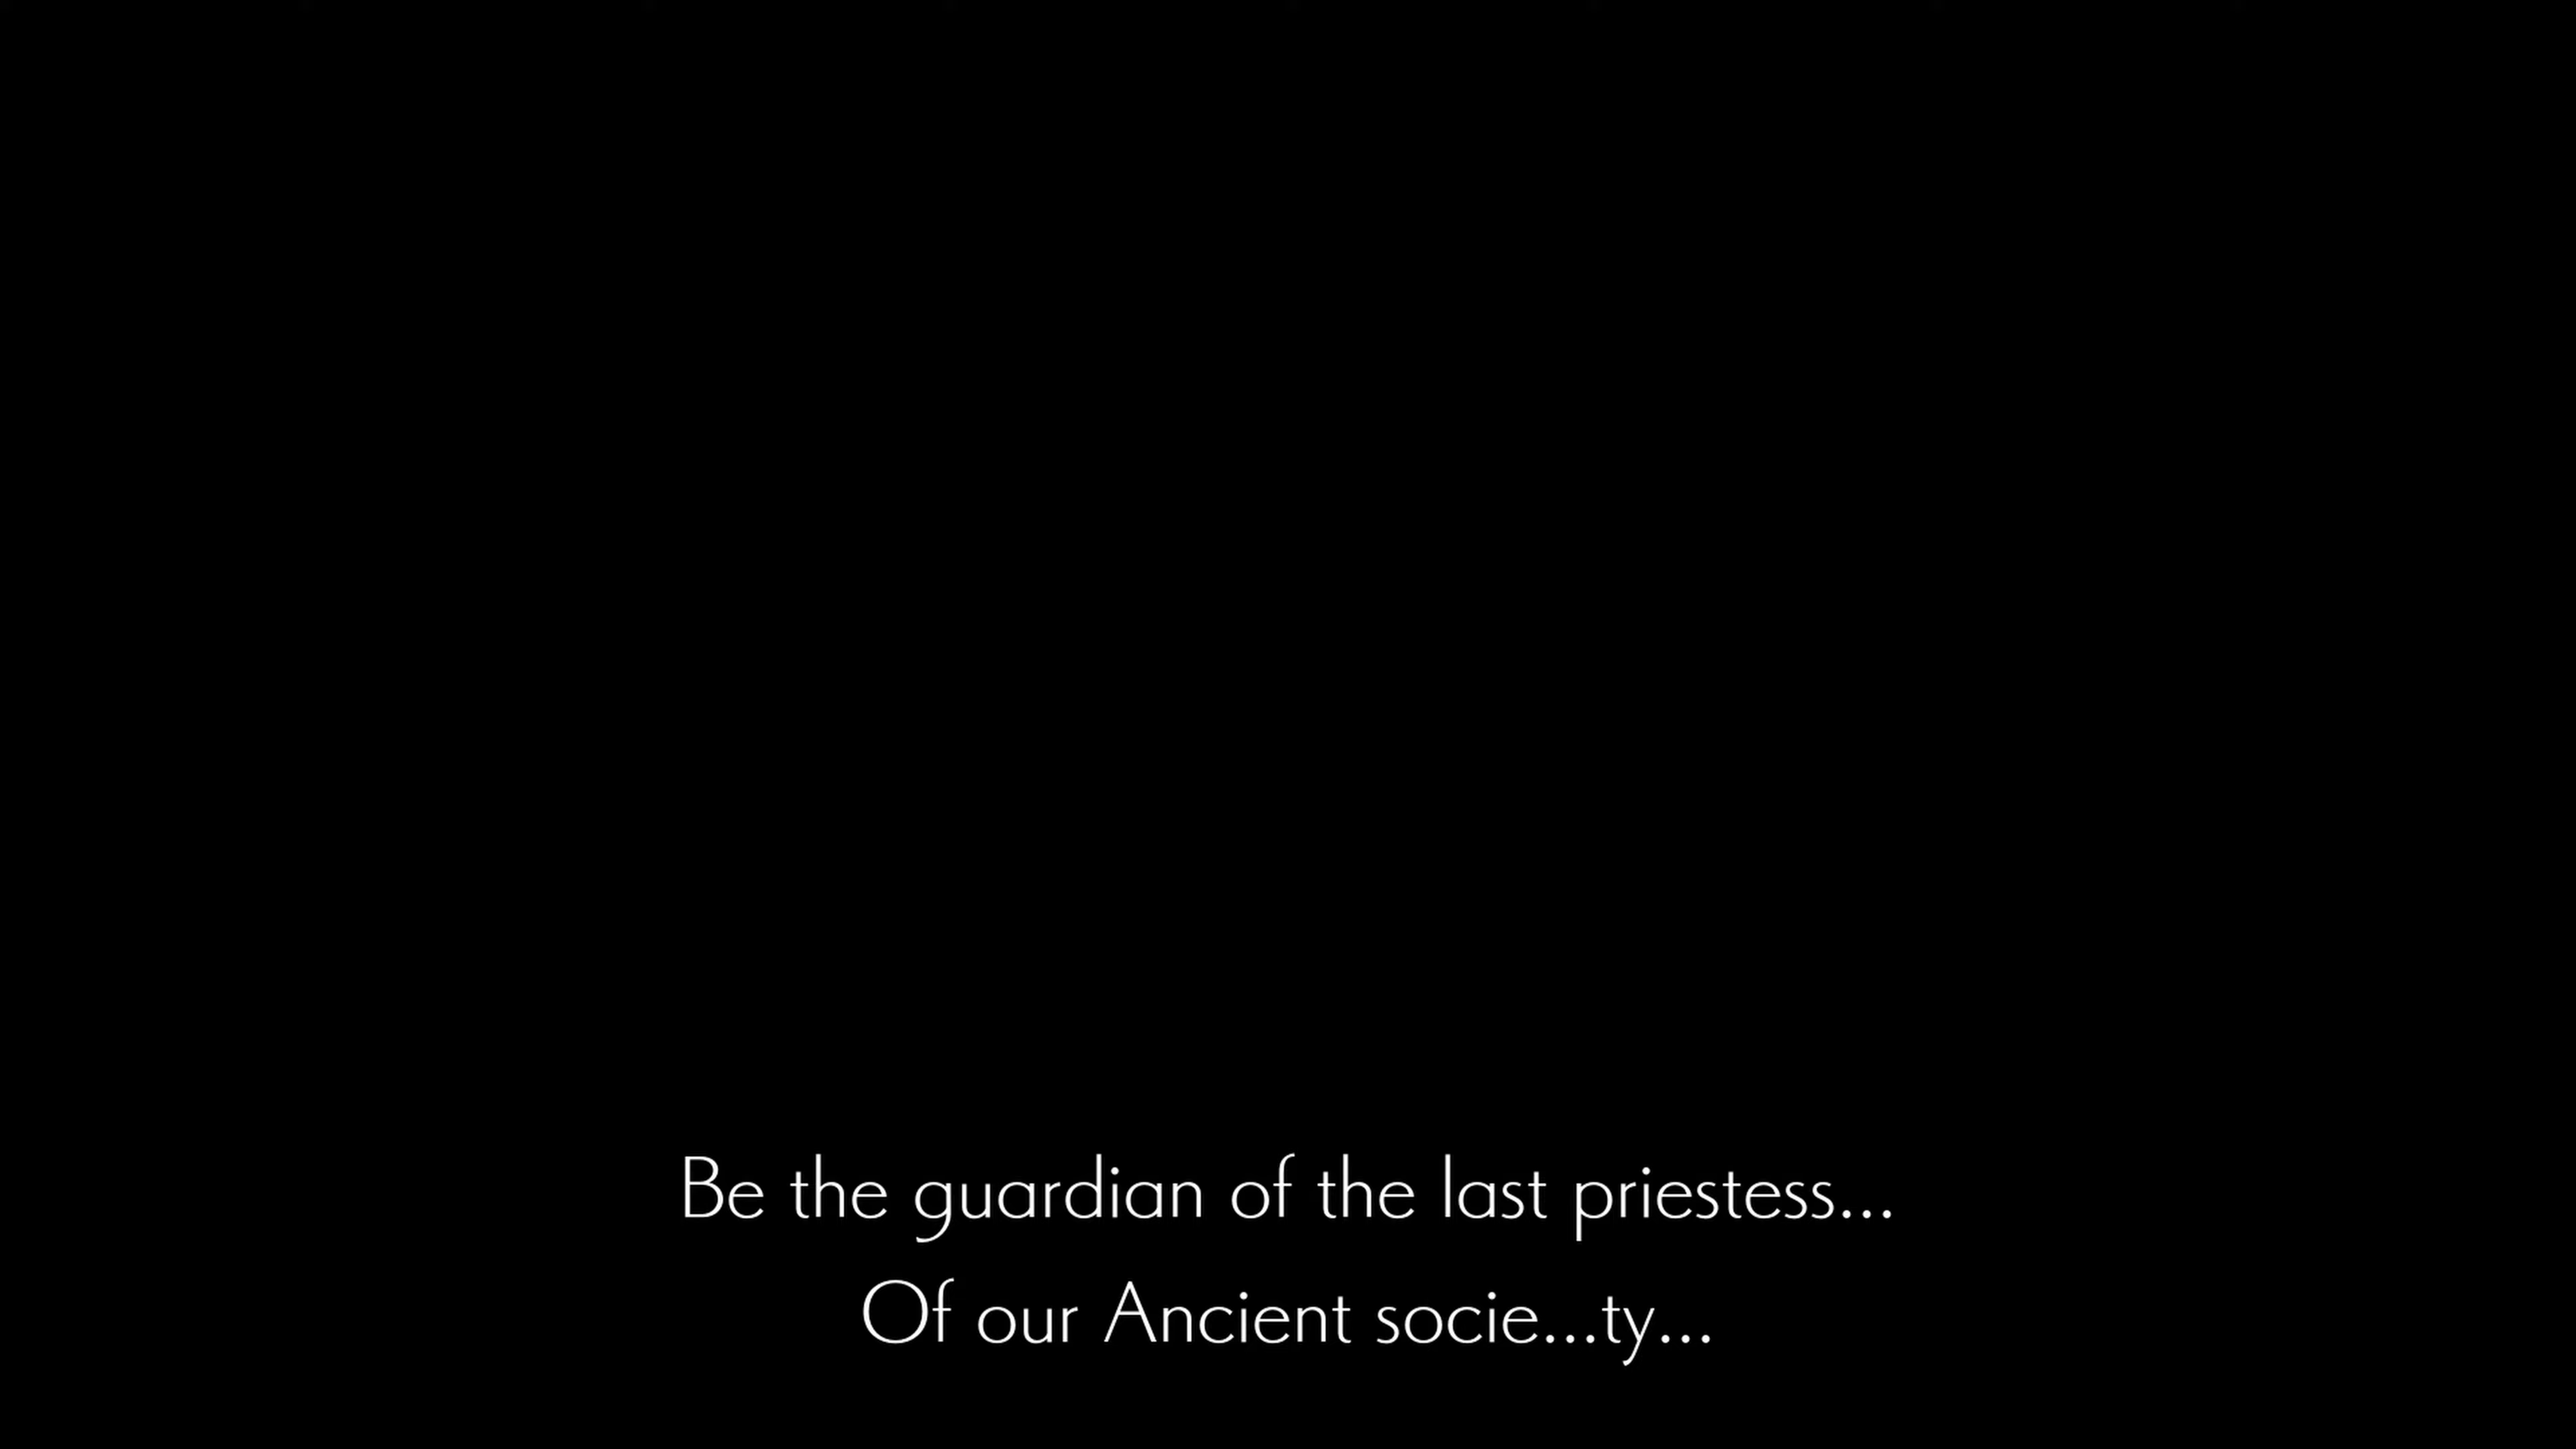 Be the guardian of the last priestess...
Of our Ancient socie...ty...